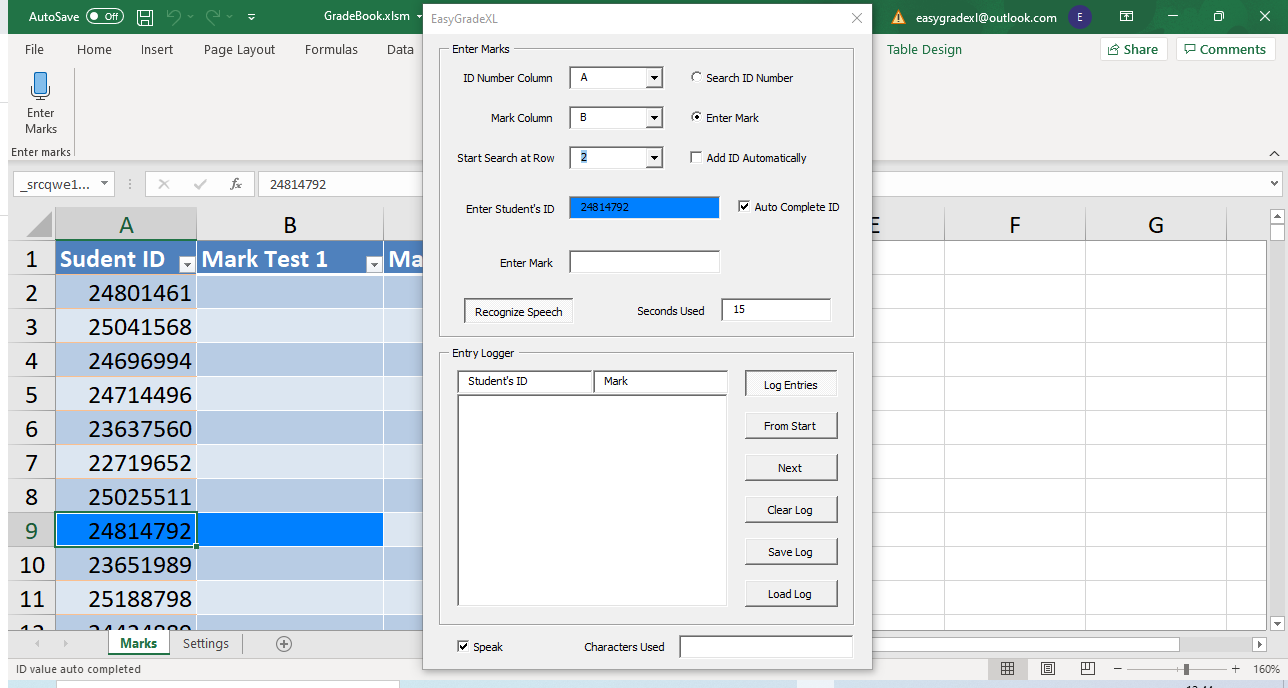 AutoSave Off GradeBook.xlsm EasyGradeXL easygradexl@outlook.com E
File Home Insert Page Layout Formulas Data Table Design Share Comments
Enter
Marks
Enter marks
_srcqwe1... fx 24814792
A B E F G
1 Sudent ID Mark Test 1 Ma
2 24801461
3 25041568
4 24696994
5 24714496
6 23637560
7 22719652
8 25025511
9 24814792
10 23651989
11 25188798
Enter Marks
ID Number Column A Search ID Number
Mark Column B Enter Mark
Start Search at Row 2 Add ID Automatically
Enter Student's ID 24814792 Auto Complete ID
Enter Mark
Recognize Speech Seconds Used 15
Entry Logger
Student's ID Mark Log Entries
From Start
Next
Clear Log
Save Log
Load Log
Speak Characters Used
Marks Settings
ID value auto completed 160%